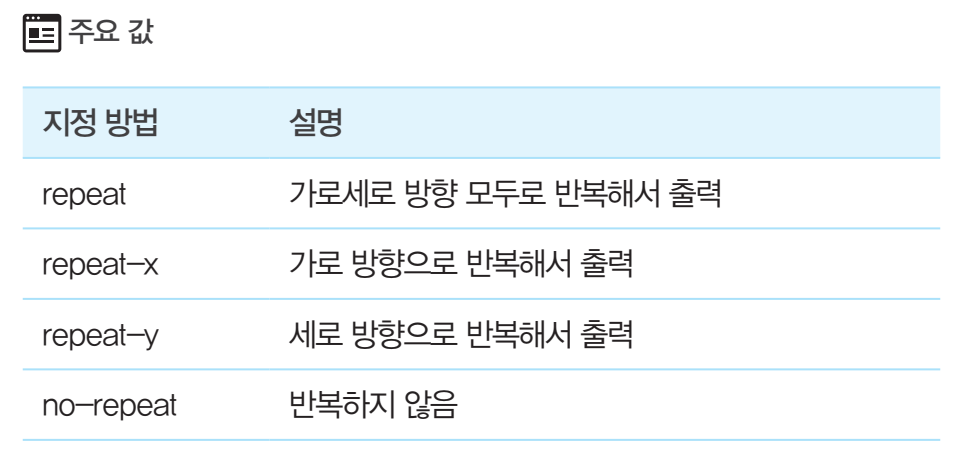 주요 값
지정 방법 설명
repeat 가로세로 방향 모두로 반복해서 출력
repeat-x 가로 방향으로 반복해서 출력
repeat-y 세로 방향으로 반복해서 출력
no-repeat 반복하지 않음